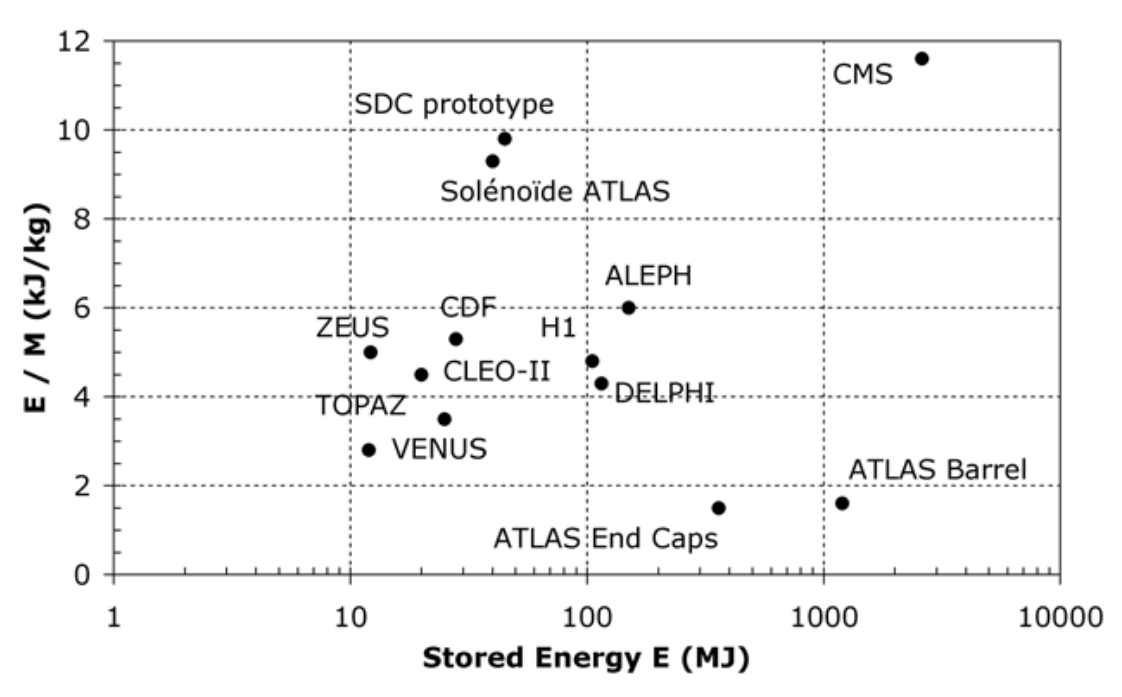 12
CMS
SDC prototype
10
Solénoïde ATLAS
8
ALEPH
6
CDF
ZEUS
H1
CLEO-II
DELPHI
4
TOPAZ
VENUS
2
ATLAS Barrel
ATLAS End Caps
0
E / M (kJ/kg)
1 10 100 1000 10000
Stored Energy E (MJ)